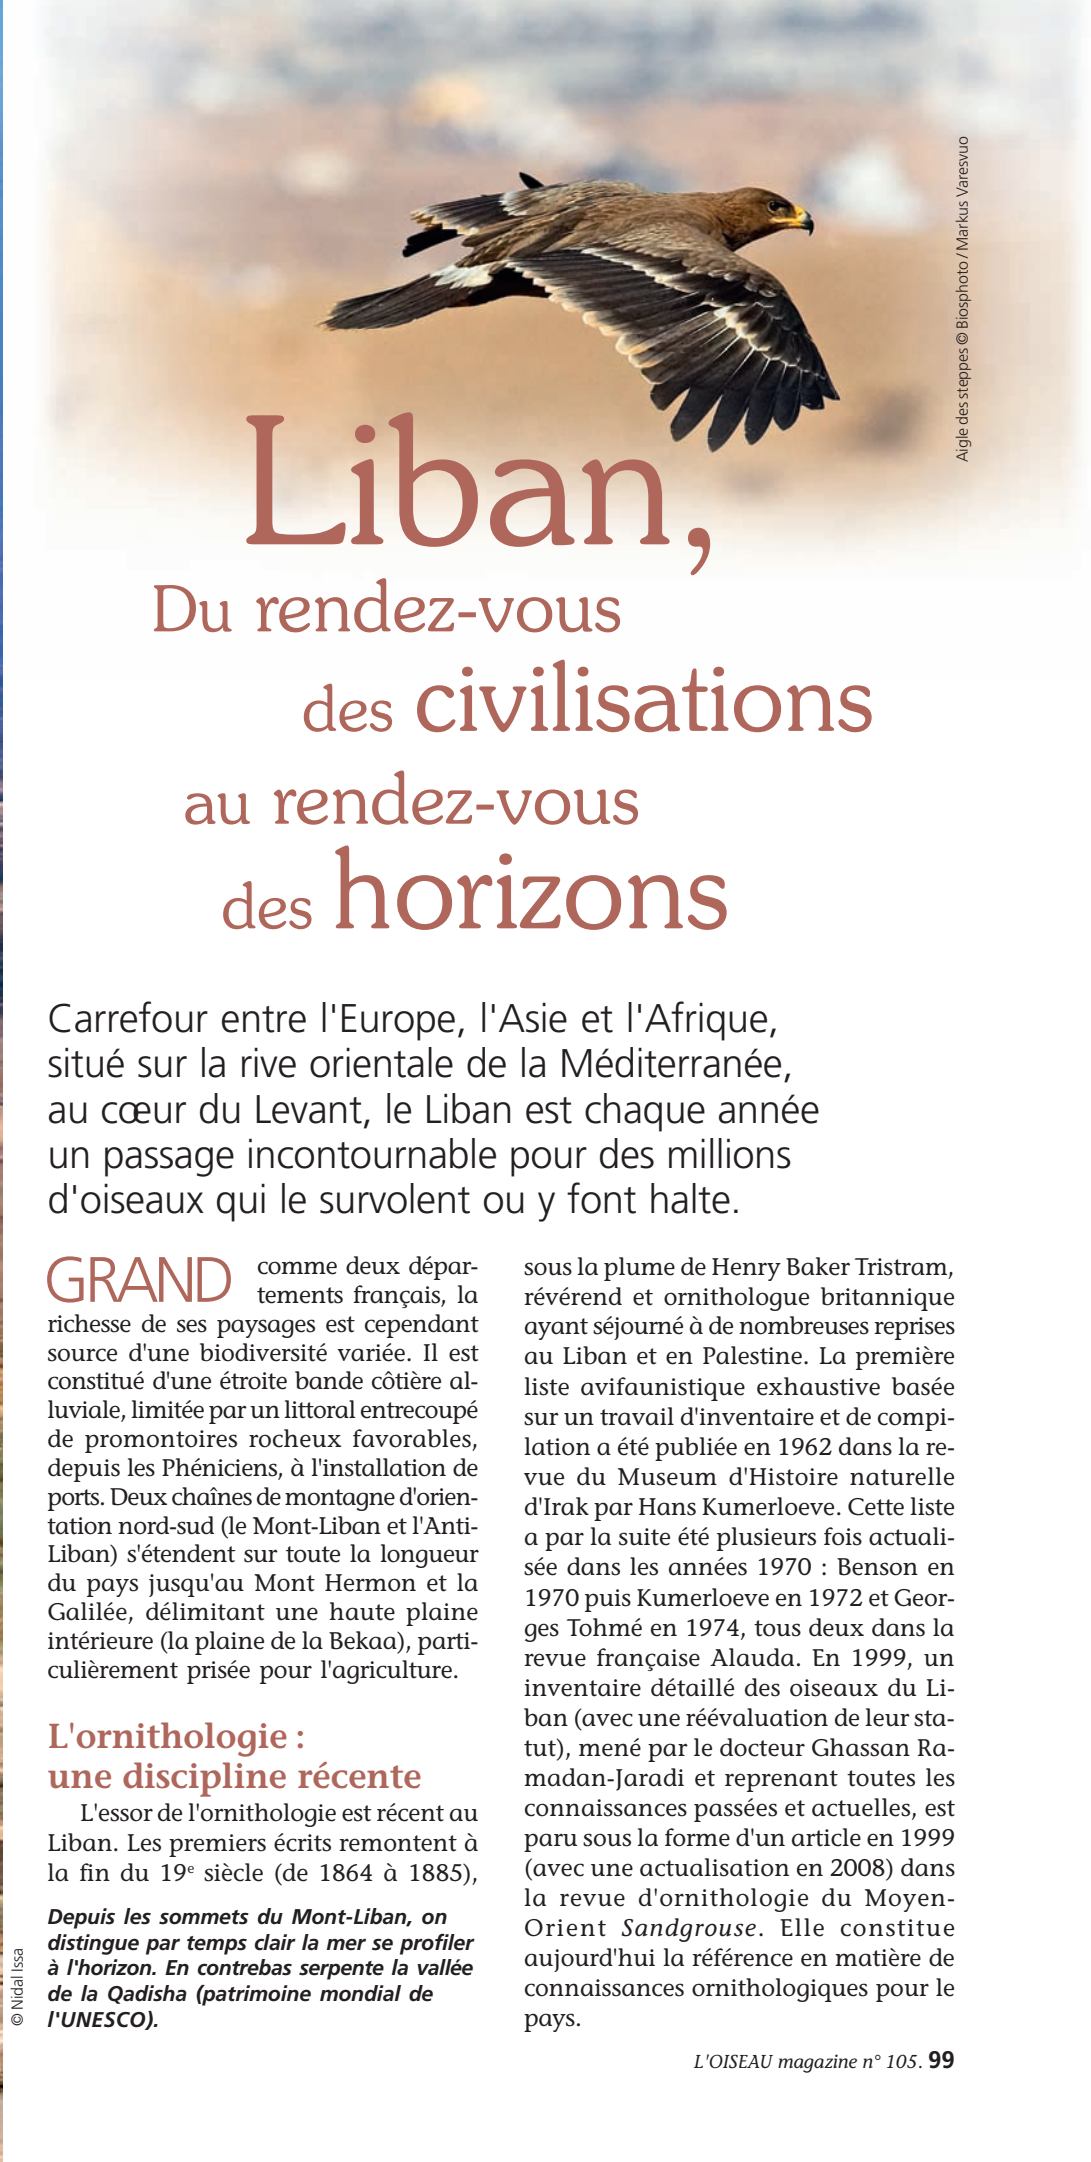 Aigle des steppes © Biosphoto / Markus Varesvuo
Liban,
Du rendez-vous
des civilisations
au rendez-vous
des horizons
Carrefour entre l'Europe, l'Asie et l'Afrique,
situé sur la rive orientale de la Méditerranée,
au cœur du Levant, le Liban est chaque année
un passage incontournable pour des millions
d'oiseaux qui le survolent ou y font halte.
GRAND comme deux dépar-
tements français, la
richesse de ses paysages est cependant
source d'une biodiversité variée. Il est
constitué d'une étroite bande côtière al-
luviale, limitée par un littoral entrecoupé
de promontoires rocheux favorables,
depuis les Phéniciens, à l'installation de
ports. Deux chaînes de montagne d'orien-
tation nord-sud (le Mont-Liban et l'Anti-
Liban) s'étendent sur toute la longueur
du pays jusqu'au Mont Hermon et la
Galilée, délimitant une haute plaine
intérieure (la plaine de la Bekaa), parti-
culièrement prisée pour l'agriculture.
L'ornithologie :
une discipline récente
L'essor de l'ornithologie est récent au
Liban. Les premiers écrits remontent à
la fin du 19e siècle (de 1864 à 1885),
sous la plume de Henry Baker Tristram,
révérend et ornithologue britannique
ayant séjourné à de nombreuses reprises
au Liban et en Palestine. La première
liste avifaunistique exhaustive basée
sur un travail d'inventaire et de compi-
lation a été publiée en 1962 dans la re-
vue du Museum d'Histoire naturelle
d'Irak par Hans Kumerloeve. Cette liste
a par la suite été plusieurs fois actuali-
sée dans les années 1970 : Benson en
1970 puis Kumerloeve en 1972 et Geor-
ges Tohmé en 1974, tous deux dans la
revue française Alauda. En 1999, un
inventaire détaillé des oiseaux du Li-
ban (avec une réévaluation de leur sta-
tut), mené par le docteur Ghassan Ra-
madan-Jaradi et reprenant toutes les
connaissances passées et actuelles, est
paru sous la forme d'un article en 1999
(avec une actualisation en 2008) dans
la revue d'ornithologie du Moyen-
Orient Sandgrouse. Elle constitue
aujourd'hui la référence en matière de
connaissances ornithologiques pour le
pays.
Depuis les sommets du Mont-Liban, on
distingue par temps clair la mer se profiler
à l'horizon. En contrebas serpente la vallée
de la Qadisha (patrimoine mondial de
l'UNESCO).
© Nidal Issa
L'OISEAU magazine n° 105. 99